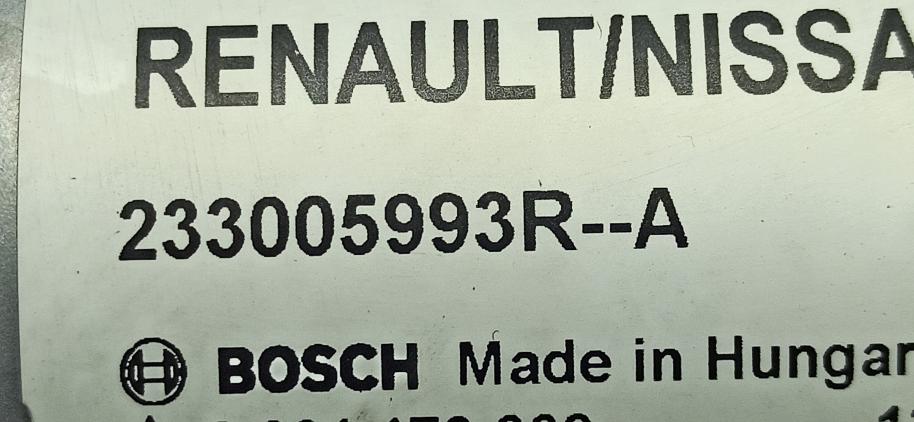 RENAULT/NISSA
233005993R--A
BOSCH Made in Hungar